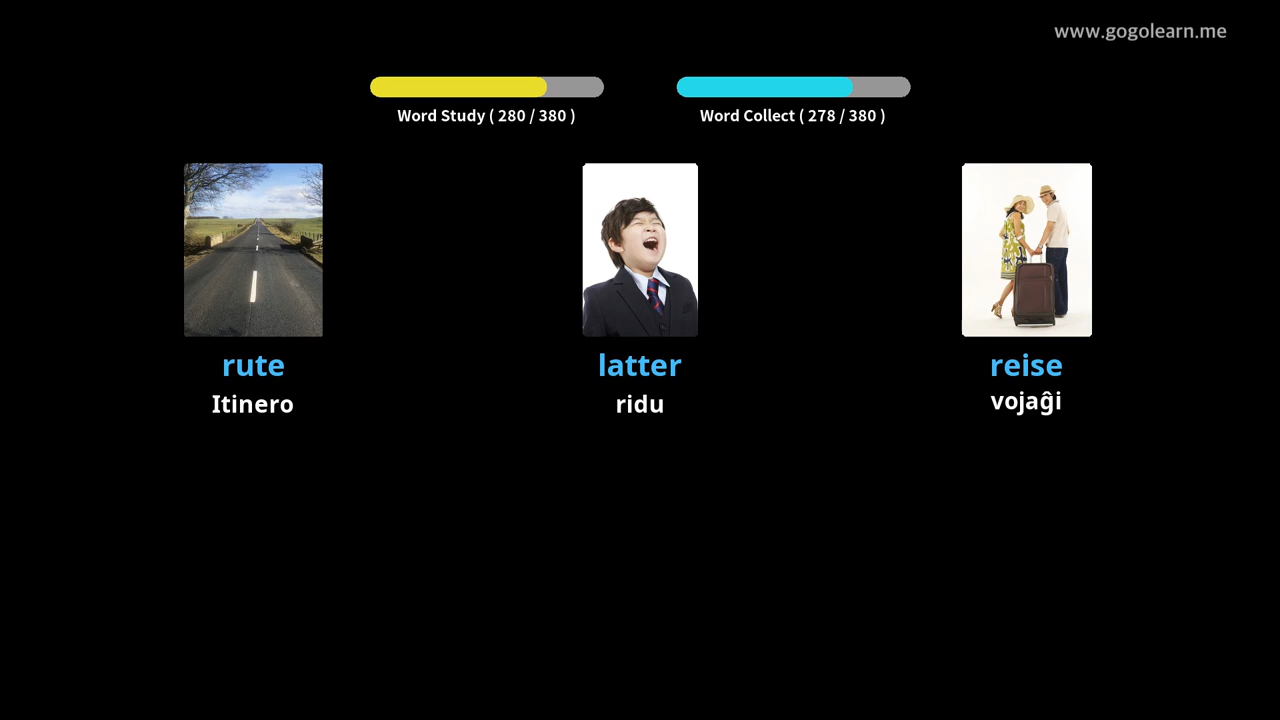 www.gogolearn.me
Word Study ( 280 / 380 )
Word Collect ( 278 / 380 )
rute
latter
reise
Itinero
ridu
vojaĝi